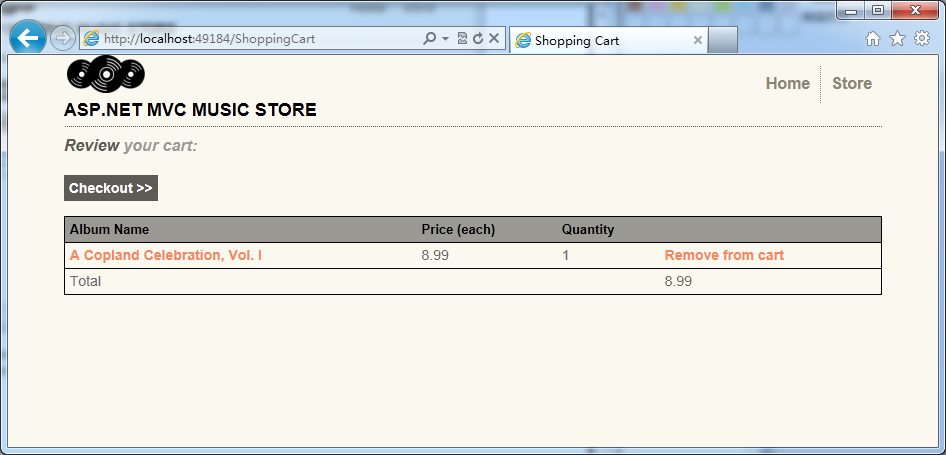 http://localhost:49184/ShoppingCart
Shopping Cart
Home
Store
ASP.NET MVC MUSIC STORE
Review your cart:
Checkout >>
Album Name Price (each) Quantity
A Copland Celebration, Vol. I 8.99 1 Remove from cart
Total 8.99